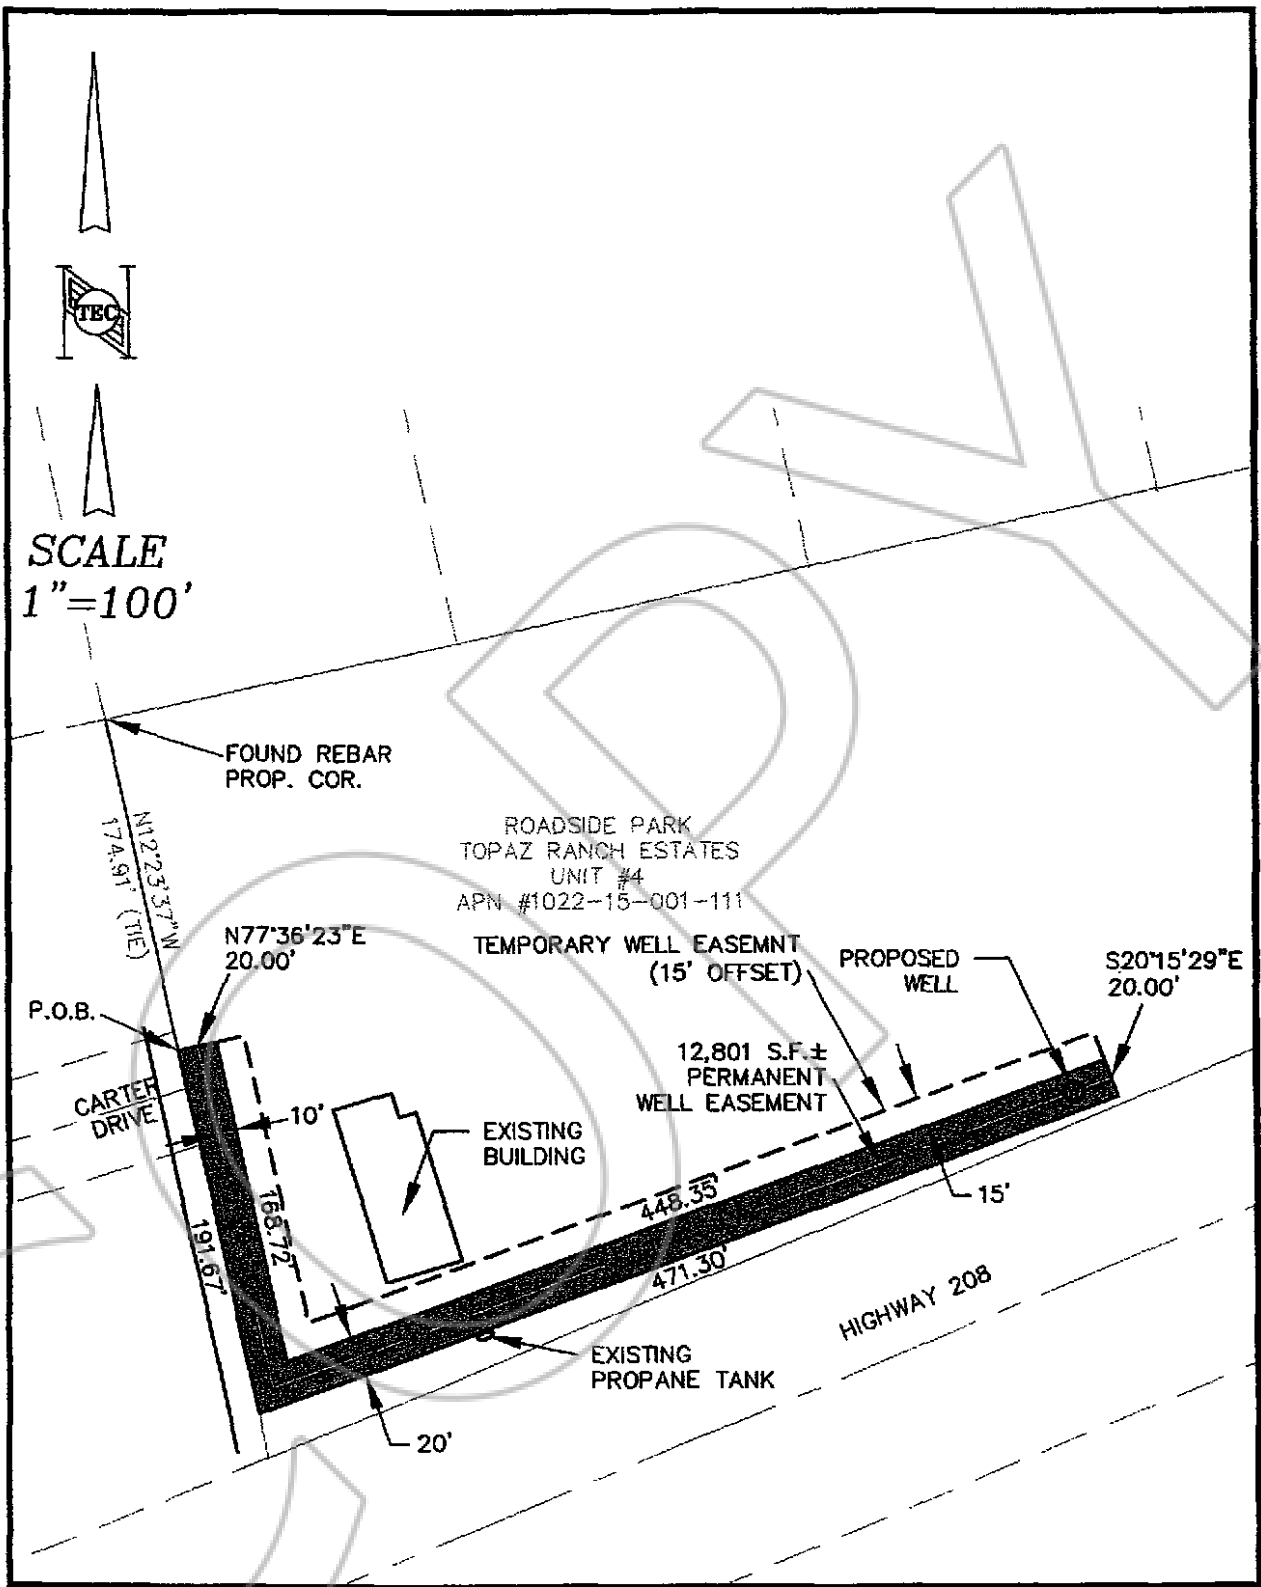 TEC
SCALE
1"=100'
FOUND REBAR
PROP. COR.
N12°23'37"W
174.91' (TIE)
ROADSIDE PARK
TOPAZ RANCH ESTATES
UNIT #4
APN #1022-15-001-111
N77°36'23"E
20.00'
TEMPORARY WELL EASEMNT
(15' OFFSET)
PROPOSED
WELL
S20°15'29"E
20.00'
P.O.B.
12,801 S.F.±
PERMANENT
WELL EASEMENT
CARTER
DRIVE
10'
EXISTING
BUILDING
15'
168.72'
191.67'
448.35'
471.30'
HIGHWAY 208
EXISTING
PROPANE TANK
20'
COPY